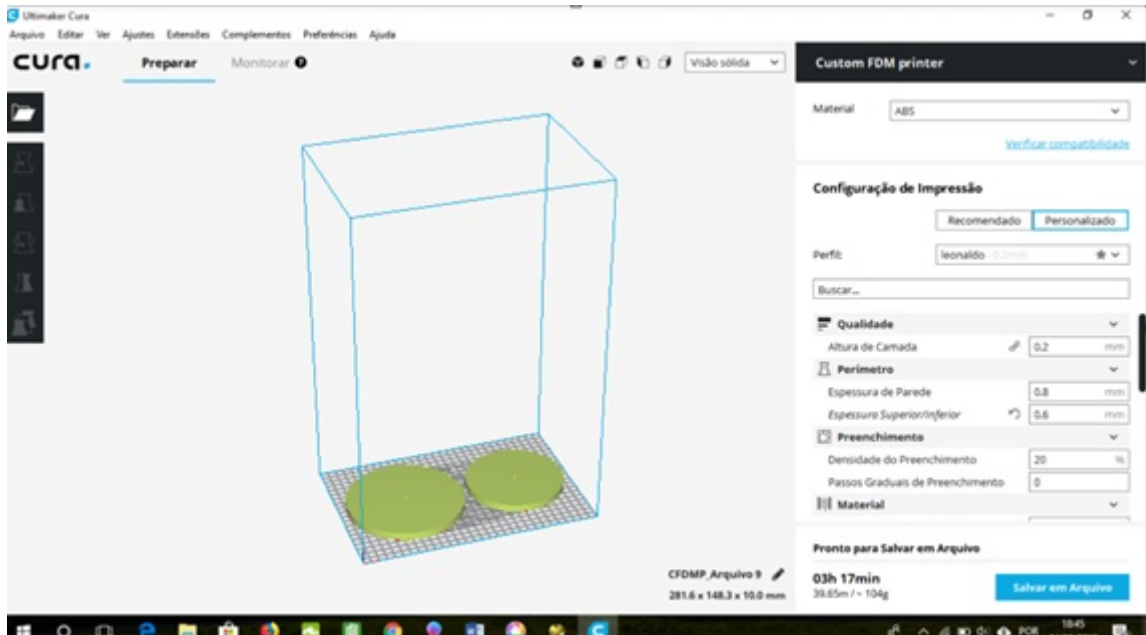 Ultimaker Cura
Arquivo Editar Ver Ajustes Extensões Complementos Preferências Ajuda
cura. Preparar Monitorar Visão sólida Custom FDM printer
Material ABS
Verificar compatibilidade
Configuração de Impressão
Recomendado Personalizado
Perfil: leonaldo 0.2mm
Buscar...
Qualidade
Altura de Camada 0.2 mm
Perímetro
Espessura de Parede 0.8 mm
Espessura Superior/Inferior 0.6 mm
Preenchimento
Densidade do Preenchimento 20 %
Passos Graduais de Preenchimento 0
Material
Pronto para Salvar em Arquivo
CFDMP_Arquivo 9
281.6 x 148.3 x 10.0 mm
03h 17min
39.65m / ~ 104g
Salvar em Arquivo
POR 18:45